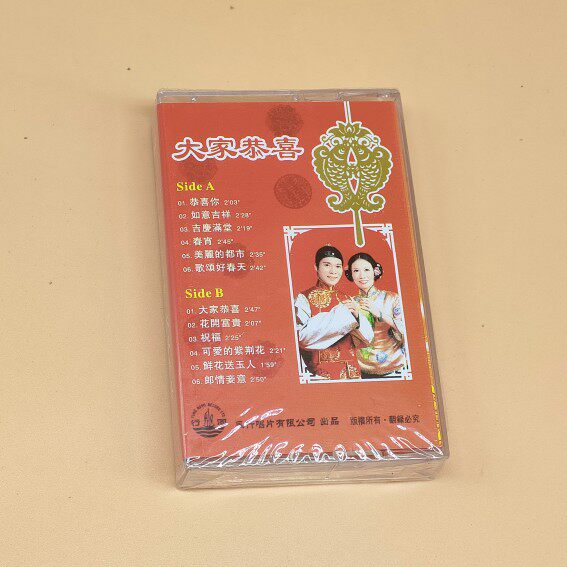 大家恭喜
Side A
01. 恭喜你 2'03"
02. 如意吉祥 2'28"
03. 吉慶滿堂 2'19"
04. 春宵 2'45"
05. 美麗的都市 2'35"
06. 歌頌好春天 2'42"
Side B
01. 大家恭喜 2'47"
02. 花開富貴 2'07"
03. 祝福 2'25"
04. 可愛的紫荆花 2'21"
05. 鮮花送玉人 1'59"
06. 郎情妾意 2'50"
唱片有限公司 出品 版權所有·翻錄必究